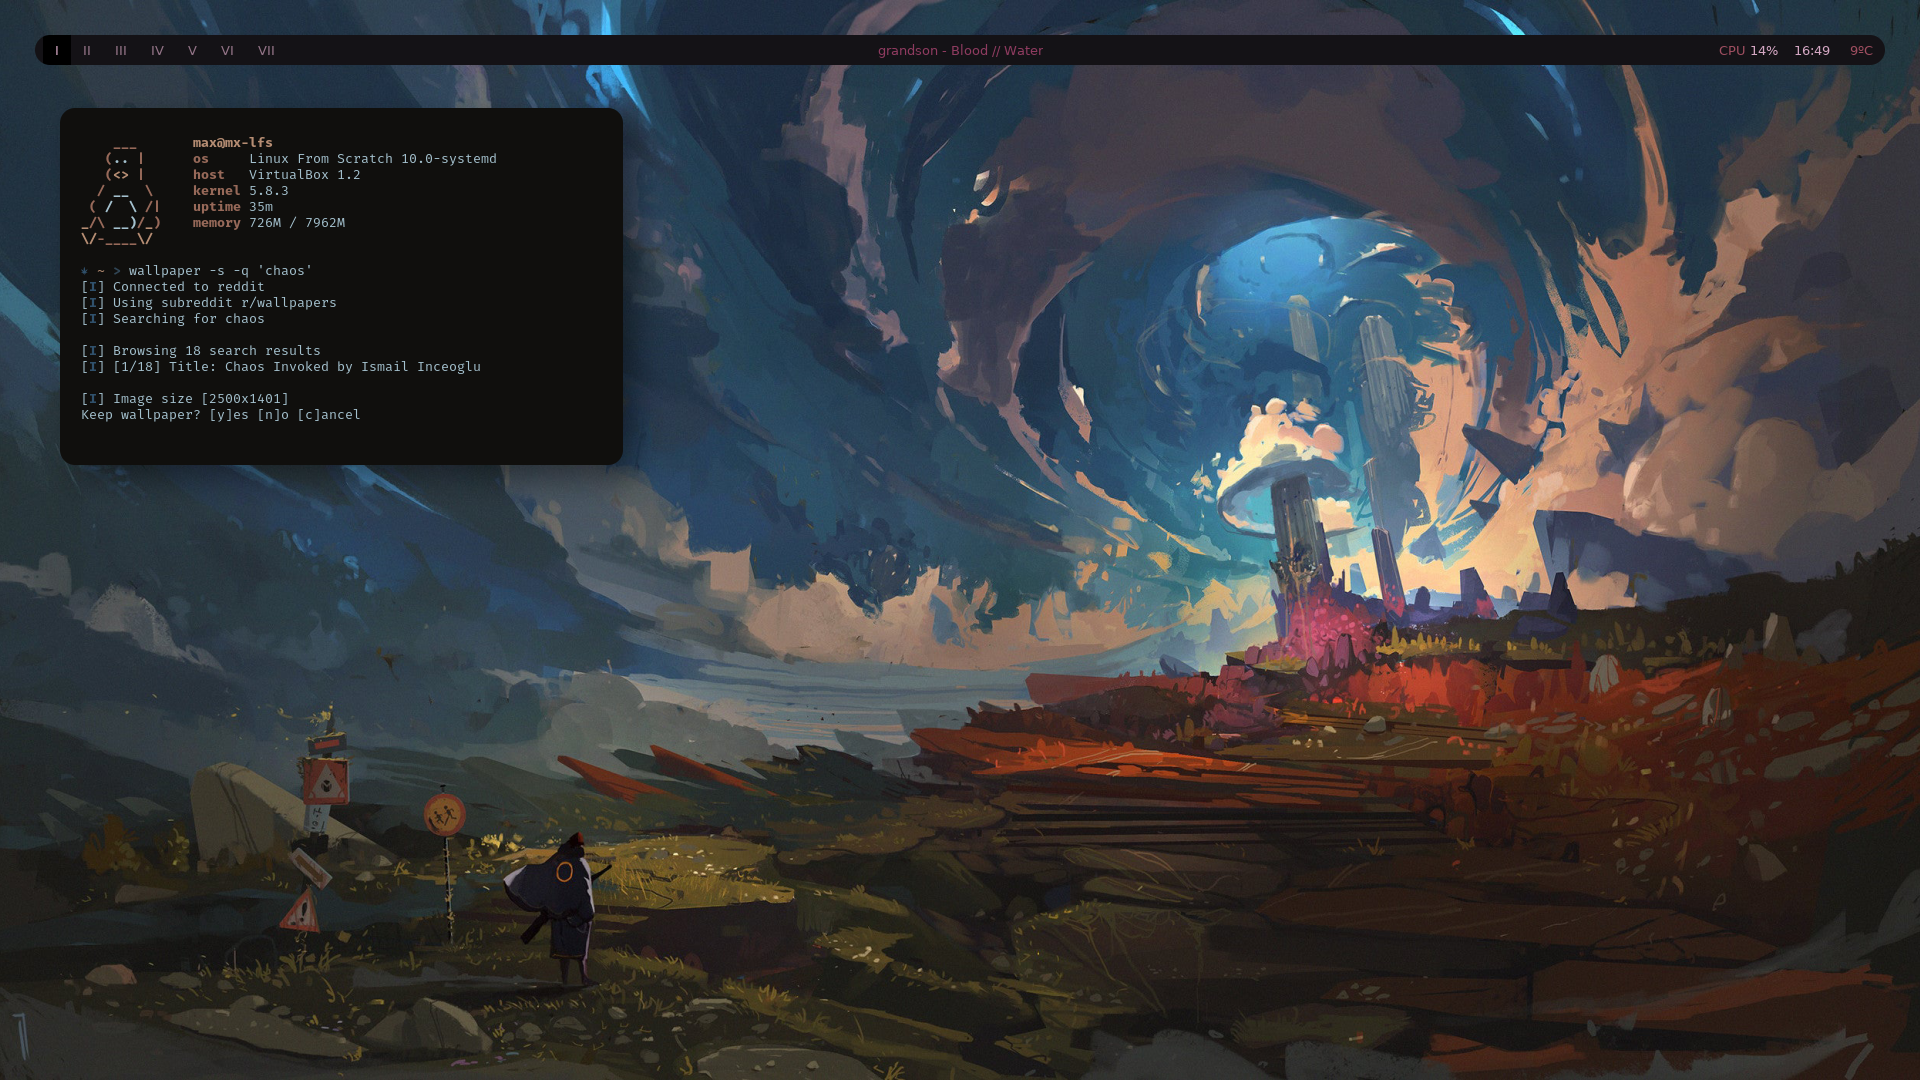 I II III IV V VI VII
grandson - Blood // Water
CPU 14% 16:49 9ºC
max@mx-lfs
os Linux From Scratch 10.0-systemd
host VirtualBox 1.2
kernel 5.8.3
uptime 35m
memory 726M / 7962M
~ > wallpaper -s -q 'chaos'
[I] Connected to reddit
[I] Using subreddit r/wallpapers
[I] Searching for chaos
[I] Browsing 18 search results
[I] [1/18] Title: Chaos Invoked by Ismail Inceoglu
[I] Image size [2500x1401]
Keep wallpaper? [y]es [n]o [c]ancel